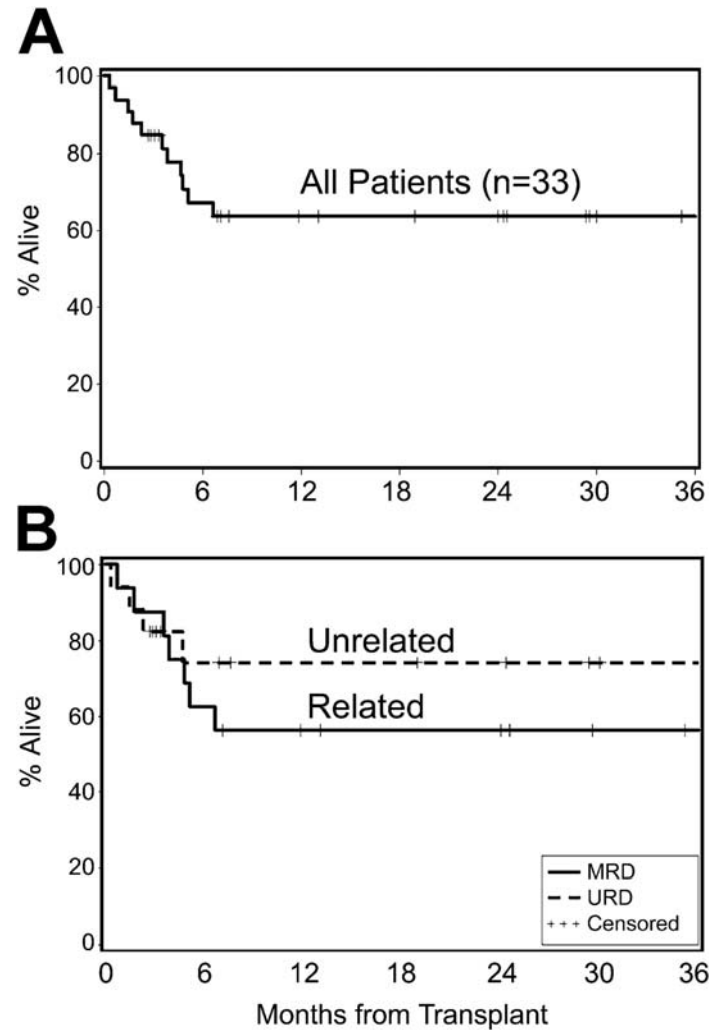 A
100
80
60
40
20
0
% Alive
All Patients (n=33)
0 6 12 18 24 30 36
B
100
80
60
40
20
0
% Alive
Unrelated
Related
MRD
URD
+++ Censored
0 6 12 18 24 30 36
Months from Transplant